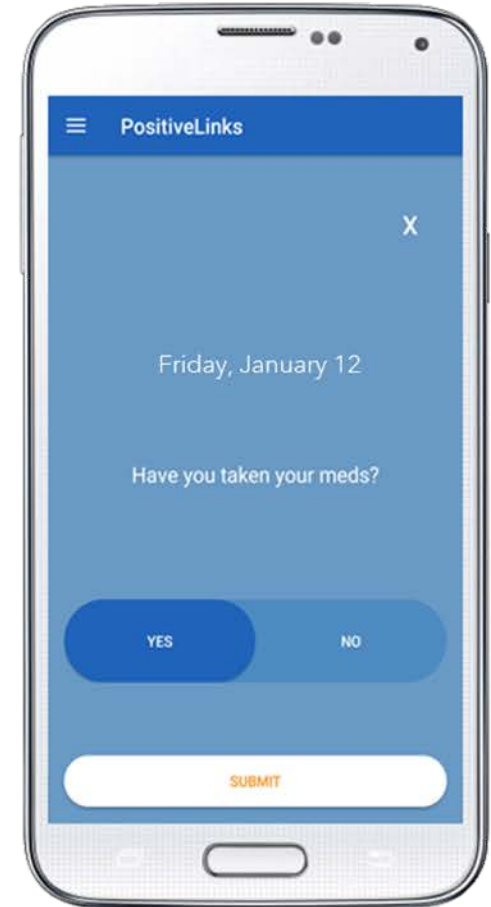 PositiveLinks
X
Friday, January 12
Have you taken your meds?
YES NO
SUBMIT